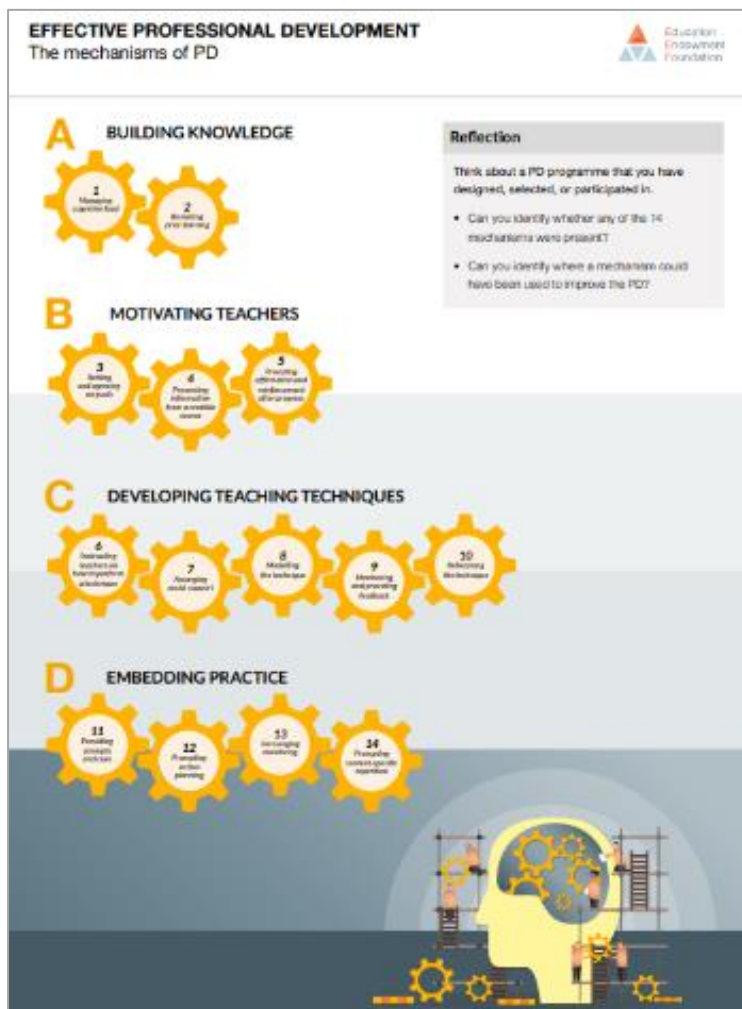 EFFECTIVE PROFESSIONAL DEVELOPMENT
The mechanisms of PD
Education
Endowment
Foundation
A BUILDING KNOWLEDGE
1
Managing
cognitive load
2
Revisiting
prior learning
Reflection
Think about a PD programme that you have
designed, selected, or participated in.
• Can you identify whether any of the 14
mechanisms were present?
• Can you identify where a mechanism could
have been used to improve the PD?
B MOTIVATING TEACHERS
3
Setting
and agreeing
on goals
Presenting
information
from a credible
source
5
Providing
affirmation and
reinforcement
after progress
C DEVELOPING TEACHING TECHNIQUES
6
Instructing
teachers on
how to perform
a technique
7
Arranging
social support
8
Modelling
the technique
9
Monitoring
and providing
feedback
10
Rehearsing
the technique
D EMBEDDING PRACTICE
11
Providing
prompts
and cues
12
Prompting
action
planning
13
Encouraging
monitoring
14
Prompting
context specific
repetition